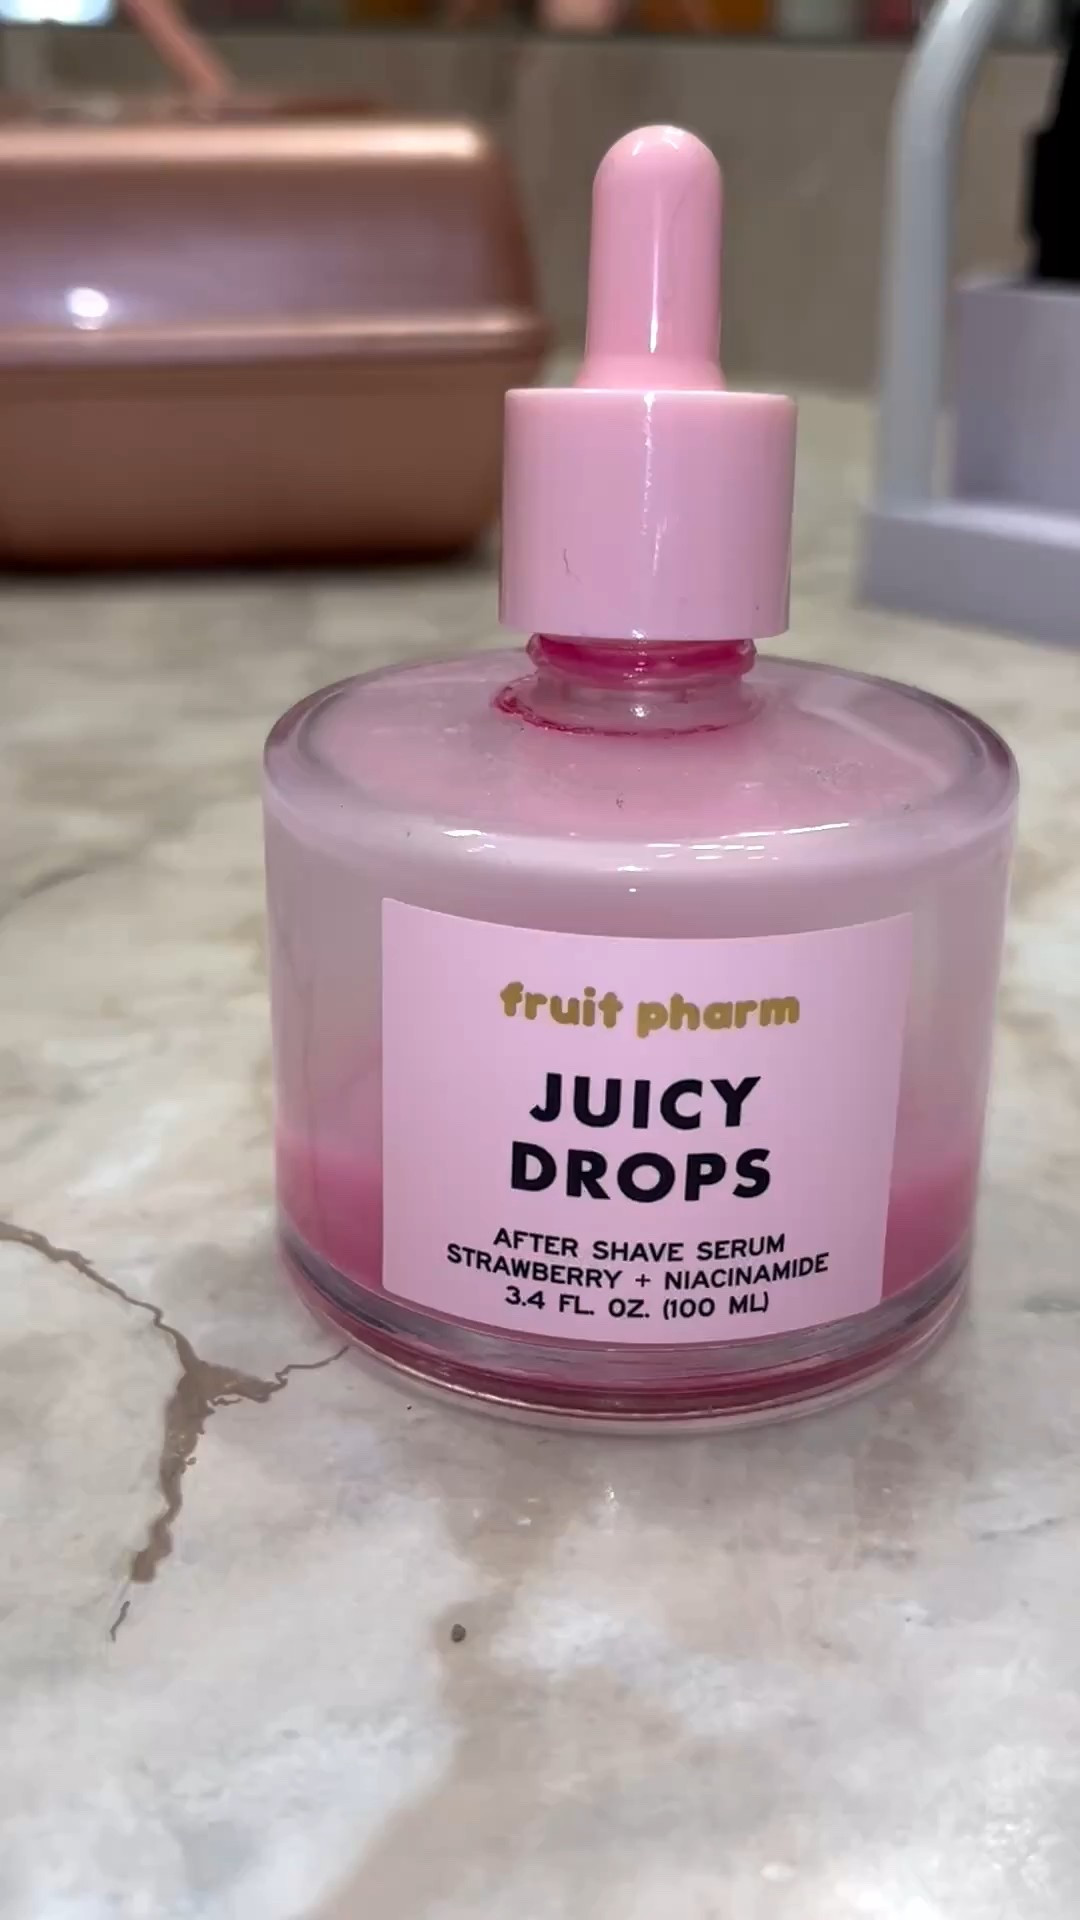 fruit pharm
JUICY
DROPS
AFTER SHAVE SERUM
STRAWBERRY + NIACINAMIDE
3.4 FL. OZ. (100 ML)